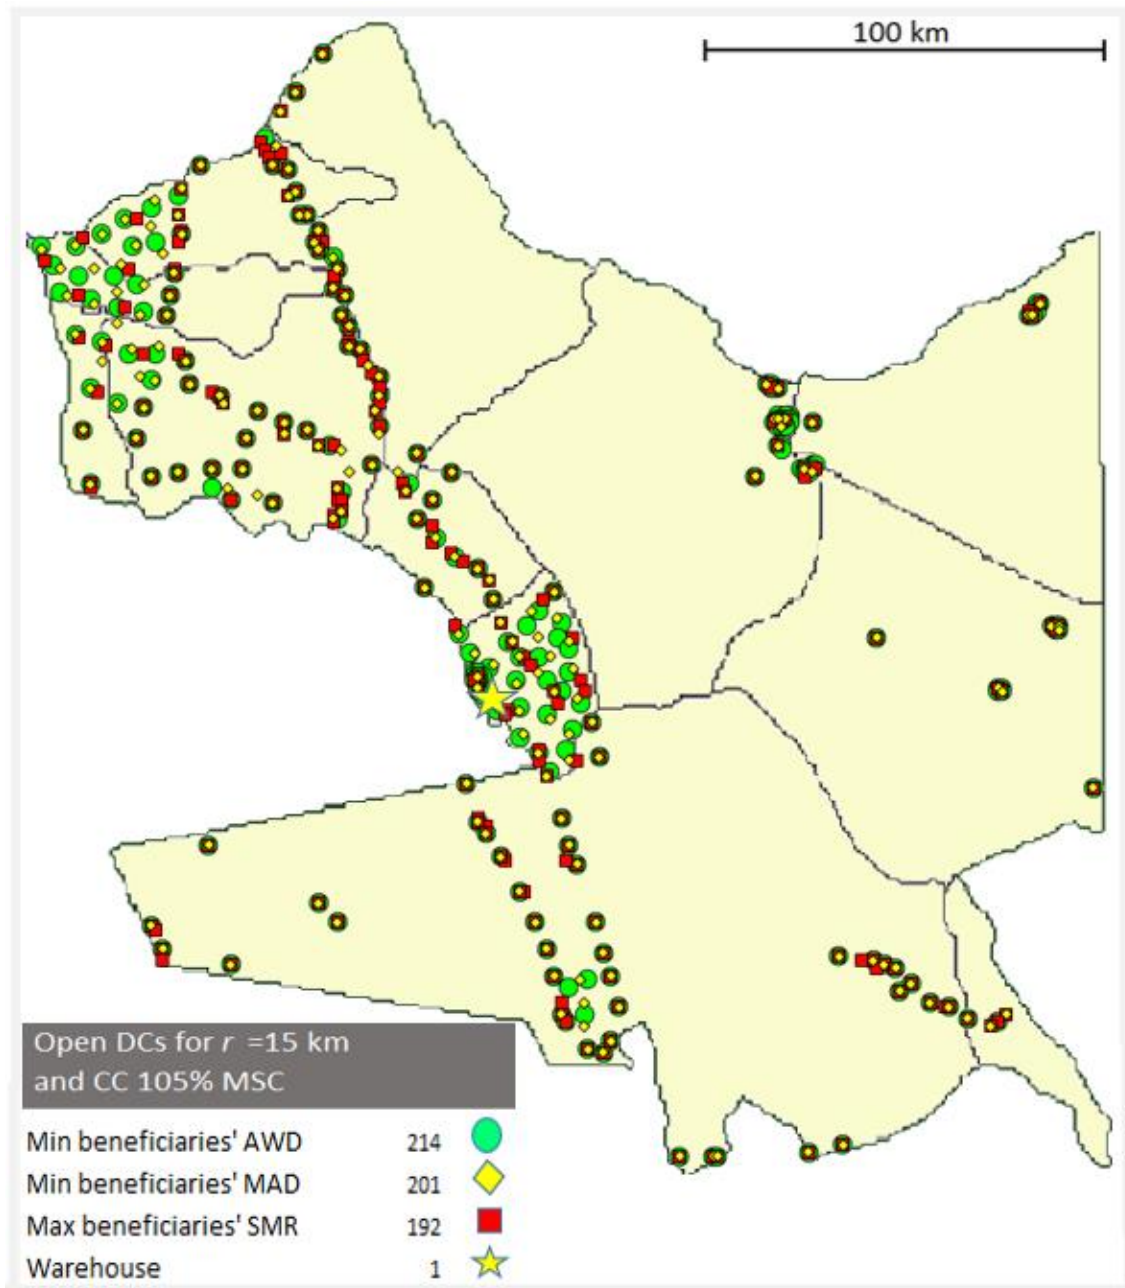 100 km
Open DCs for r =15 km
and CC 105% MSC
Min beneficiaries' AWD 214
Min beneficiaries' MAD 201
Max beneficiaries' SMR 192
Warehouse 1